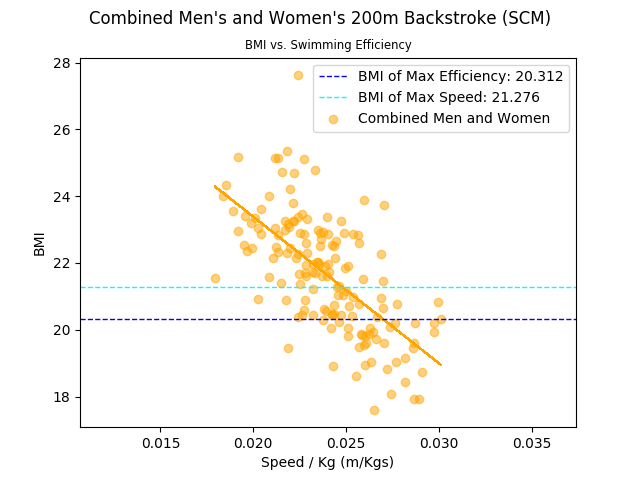 Combined Men's and Women's 200m Backstroke (SCM)
BMI vs. Swimming Efficiency
BMI of Max Efficiency: 20.312
BMI of Max Speed: 21.276
Combined Men and Women
28
26
24
22
20
18
BMI
0.015 0.020 0.025 0.030 0.035
Speed / Kg (m/Kgs)